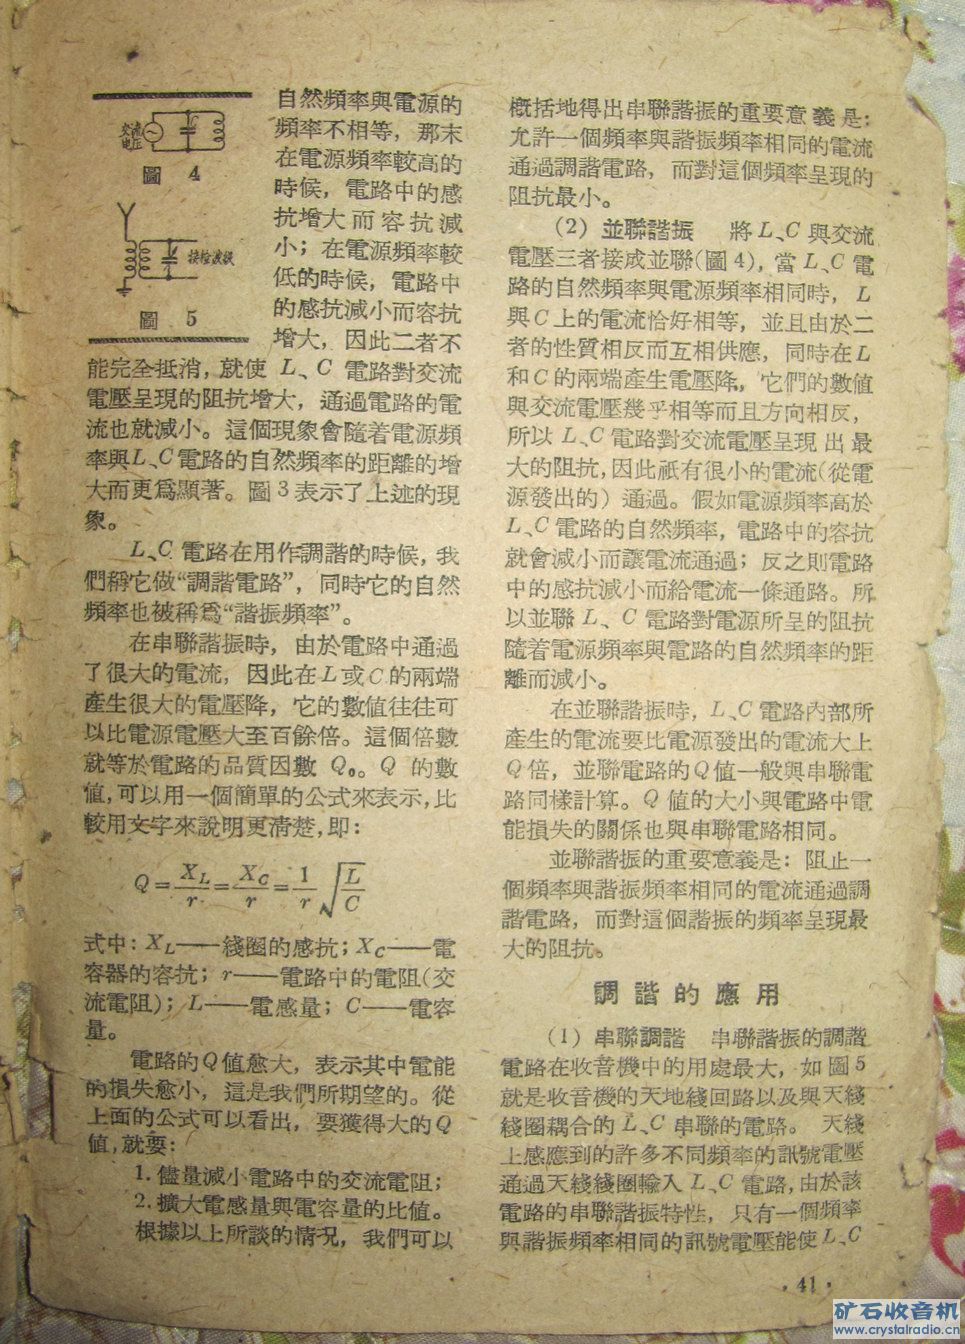 交流
電压
圖 4
接檢波級
圖 5
自然頻率與電源的
頻率不相等，那末
在電源頻率較高的
時候，電路中的感
抗增大而容抗減
小；在電源頻率較
低的時候，電路中
的感抗減小而容抗
增大，因此二者不
能完全抵消，就使 L、C 電路對交流
電壓呈現的阻抗增大，通過電路的電
流也就減小。這個現象會隨着電源頻
率與L、C電路的自然頻率的距離的增
大而更爲顯著。圖3表示了上述的現
象。
L、C 電路在用作調諧的時候，我
們稱它做“調諧電路”，同時它的自然
頻率也被稱爲“諧振頻率”。
在串聯諧振時，由於電路中通過
了很大的電流，因此在L或C的兩端
產生很大的電壓降，它的數值往往可
以比電源電壓大至百餘倍。這個倍數
就等於電路的品質因數 Q。。Q 的數
值，可以用一個簡單的公式來表示，比
較用文字來說明更清楚，即：
Q=X_L/r=X_C/r=1/r√(L/C)
式中：X_L——綫圈的感抗；X_C——電
容器的容抗；r——電路中的電阻（交
流電阻）；L——電感量；C——電容
量。
電路的Q值愈大，表示其中電能
的損失愈小，這是我們所期望的。從
上面的公式可以看出，要獲得大的Q
值，就要：
1. 儘量減小電路中的交流電阻；
2. 擴大電感量與電容量的比值。
根據以上所談的情況，我們可以
概括地得出串聯諧振的重要意義是：
允許一個頻率與諧振頻率相同的電流
通過調諧電路，而對這個頻率呈現的
阻抗最小。
(2) 並聯諧振 將L、C與交流
電壓三者接成並聯(圖4)，當L、C電
路的自然頻率與電源頻率相同時，L
與C上的電流恰好相等，並且由於二
者的性質相反而互相供應，同時在L
和C的兩端產生電壓降，它們的數值
與交流電壓幾乎相等而且方向相反，
所以 L、C 電路對交流電壓呈現出最
大的阻抗，因此祇有很小的電流（從電
源發出的）通過。假如電源頻率高於
L、C電路的自然頻率，電路中的容抗
就會減小而讓電流通過；反之則電路
中的感抗減小而給電流一條通路。所
以並聯 L、C 電路對電源所呈的阻抗
隨着電源頻率與電路的自然頻率的距
離而減小。
在並聯諧振時，L、C電路內部所
產生的電流要比電源發出的電流大上
Q倍，並聯電路的Q值一般與串聯電
路同樣計算。Q 值的大小與電路中電
能損失的關係也與串聯電路相同。
並聯諧振的重要意義是：阻止一
個頻率與諧振頻率相同的電流通過調
諧電路，而對這個諧振的頻率呈現最
大的阻抗。
調諧的應用
(1) 串聯調諧 串聯諧振的調諧
電路在收音機中的用處最大，如圖5
就是收音機的天地綫回路以及與天綫
綫圈耦合的L、C串聯的電路。天綫
上感應到的許多不同頻率的訊號電壓
通過天綫綫圈輸入L、C電路，由於該
電路的串聯諧振特性，只有一個頻率
與諧振頻率相同的訊號電壓能使L、C
·41·
矿石收音机
www.crystalradio.cn